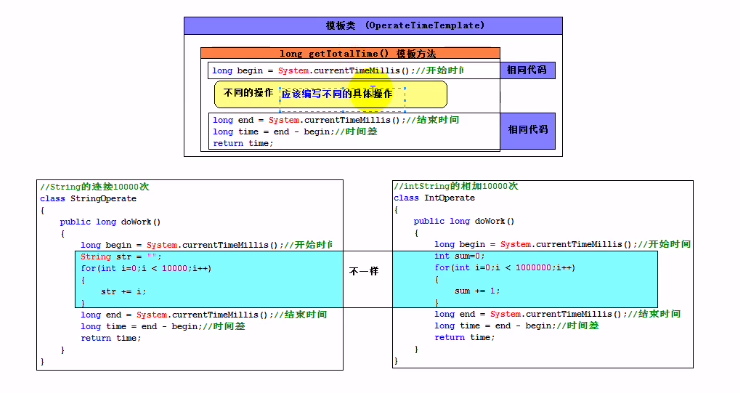 模板类 (OperateTimeTemplate)
long getTotalTime() 模板方法
long begin = System.currentTimeMillis();//开始时间
相同代码
不同的操作
应该编写不同的具体操作
long end = System.currentTimeMillis();//结束时间
long time = end - begin;//时间差
return time;
相同代码
//String的连接10000次
class StringOperate
{
public long doWork()
{
long begin = System.currentTimeMillis();//开始时间
String str = "";
for(int i=0;i < 10000;i++)
{
str += i;
}
long end = System.currentTimeMillis();//结束时间
long time = end - begin;//时间差
return time;
}
}
不一样
//intString的相加10000次
class IntOperate
{
public long doWork()
{
long begin = System.currentTimeMillis();//开始时间
int sum=0;
for(int i=0;i < 1000000;i++)
{
sum += 1;
}
long end = System.currentTimeMillis();//结束时间
long time = end - begin;//时间差
return time;
}
}